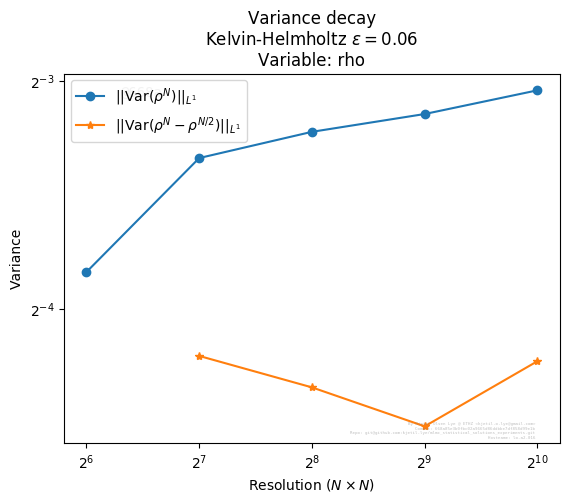 Variance decay
Kelvin-Helmholtz ε = 0.06
Variable: rho
||Var(ρ^N)||_{L^1}
||Var(ρ^N − ρ^{N/2})||_{L^1}
Variance
2^{-3}
2^{-4}
2^6 2^7 2^8 2^9 2^{10}
Resolution (N × N)